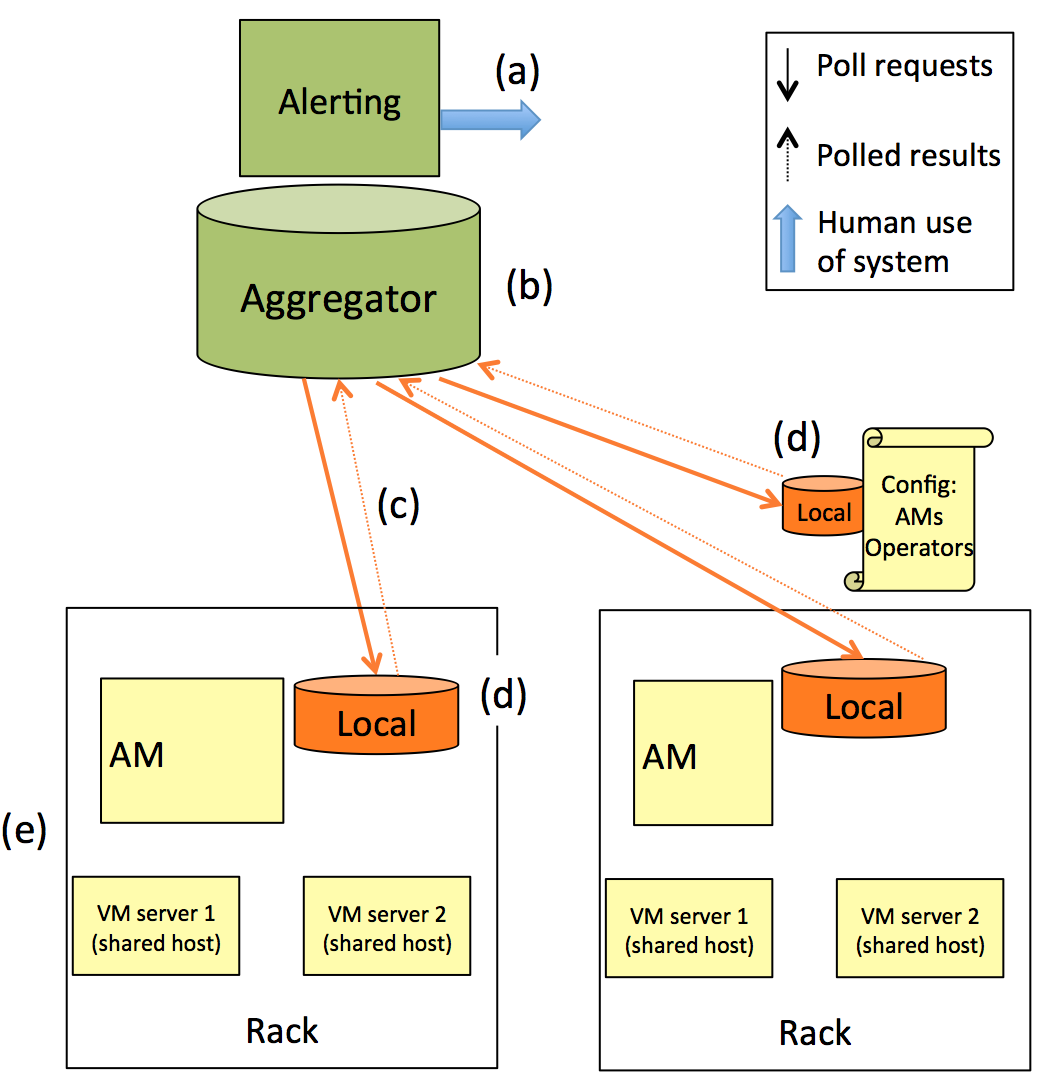 Alerting
(a)
Poll requests
Polled results
Human use
of system
Aggregator
(b)
(c)
(d)
Local
Config:
AMs
Operators
(e)
AM
Local
(d)
VM server 1
(shared host)
VM server 2
(shared host)
Rack
AM
Local
VM server 1
(shared host)
VM server 2
(shared host)
Rack